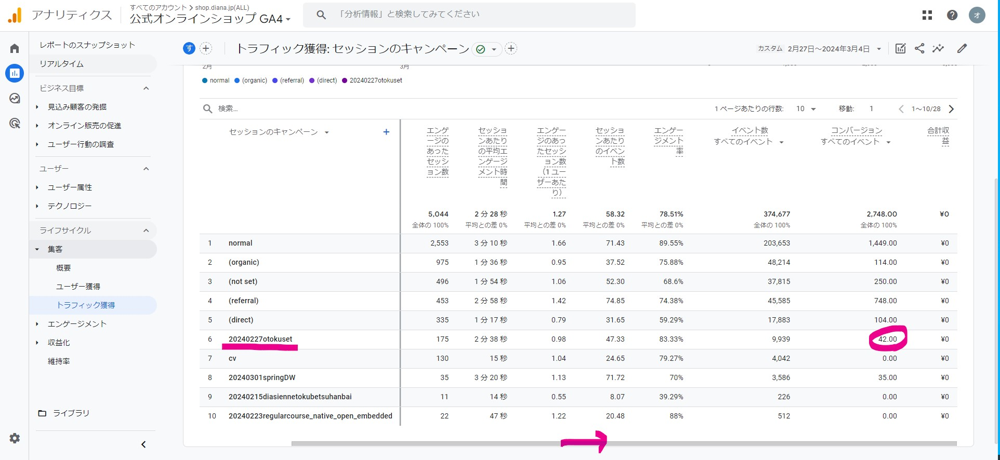 アナリティクス
すべてのアカウント > shop.diana.jp(ALL)
公式オンラインショップ GA4
「分析情報」と検索してみてください
オ
レポートのスナップショット
リアルタイム
ビジネス目標
見込み顧客の発掘
オンライン販売の促進
ユーザー行動の調査
ユーザー
ユーザー属性
テクノロジー
ライフサイクル
集客
概要
ユーザー獲得
トラフィック獲得
エンゲージメント
収益化
維持率
ライブラリ
す
トラフィック獲得: セッションのキャンペーン
カスタム 2月27日～2024年3月4日
2月 3月
normal (organic) (referral) (direct) 20240227otokuset
検索...
1 ページあたりの行数: 10 移動: 1 1～10/28
セッションのキャンペーン
エンゲ
ージの
あった
セッシ
ョン数
セッショ
ンあたり
の平均エ
ンゲージ
メント時
間
エンゲー
ジのあっ
たセッシ
ョン数
（1 ユー
ザーあた
り）
セッショ
ンあたり
のイベン
ト数
エンゲー
ジメント
率
イベント数
すべてのイベント
コンバージョン
すべてのイベント
合計収
益
5,044 2 分 28 秒 1.27 58.32 78.51% 374,677 2,748.00 ¥0
全体の 100% 平均との差 0% 平均との差 0% 平均との差 0% 平均との差 0% 全体の 100% 全体の 100%
1 normal 2,553 3 分 10 秒 1.66 71.43 89.55% 203,653 1,449.00 ¥0
2 (organic) 975 1 分 36 秒 0.95 37.52 75.88% 48,214 114.00 ¥0
3 (not set) 496 1 分 54 秒 1.06 52.30 68.6% 37,815 250.00 ¥0
4 (referral) 453 2 分 58 秒 1.42 74.85 74.38% 45,585 748.00 ¥0
5 (direct) 335 1 分 17 秒 0.79 31.65 59.29% 17,883 104.00 ¥0
6 20240227otokuset 175 2 分 38 秒 0.98 47.33 83.33% 9,939 42.00 ¥0
7 cv 130 15 秒 1.04 24.65 79.27% 4,042 0.00 ¥0
8 20240301springDW 35 3 分 20 秒 1.13 71.72 70% 3,586 35.00 ¥0
9 20240215diasiennetokubetsuhanbai 11 14 秒 0.55 8.07 39.29% 226 0.00 ¥0
10 20240223regularcourse_native_open_embedded 22 47 秒 1.22 20.48 88% 512 0.00 ¥0